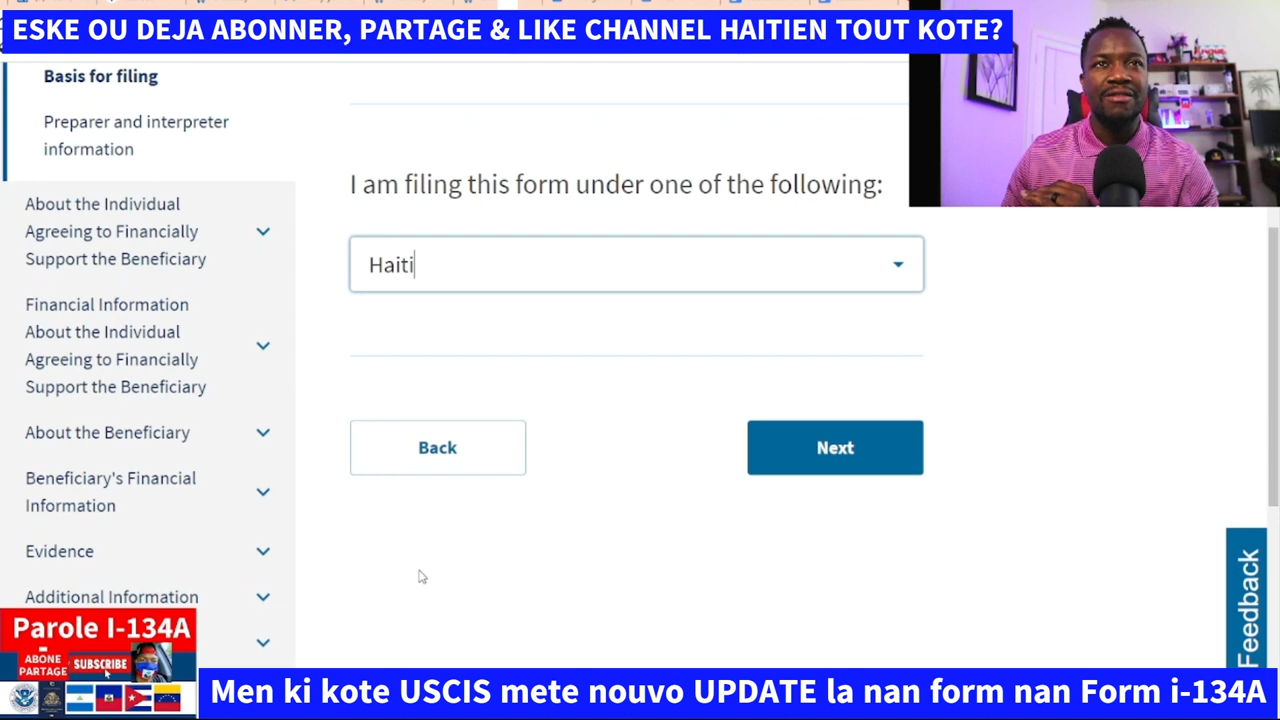 ESKE OU DEJA ABONNER, PARTAGE & LIKE CHANNEL HAITIEN TOUT KOTE?
Basis for filing
Preparer and interpreter
information
About the Individual
Agreeing to Financially
Support the Beneficiary
Financial Information
About the Individual
Agreeing to Financially
Support the Beneficiary
About the Beneficiary
Beneficiary's Financial
Information
Evidence
Additional Information
I am filing this form under one of the following:
Haiti
Back
Next
Feedback
Parole I-134A
ABONE
PARTAGE
SUBSCRIBE
Men ki kote USCIS mete nouvo UPDATE la nan form nan Form i-134A